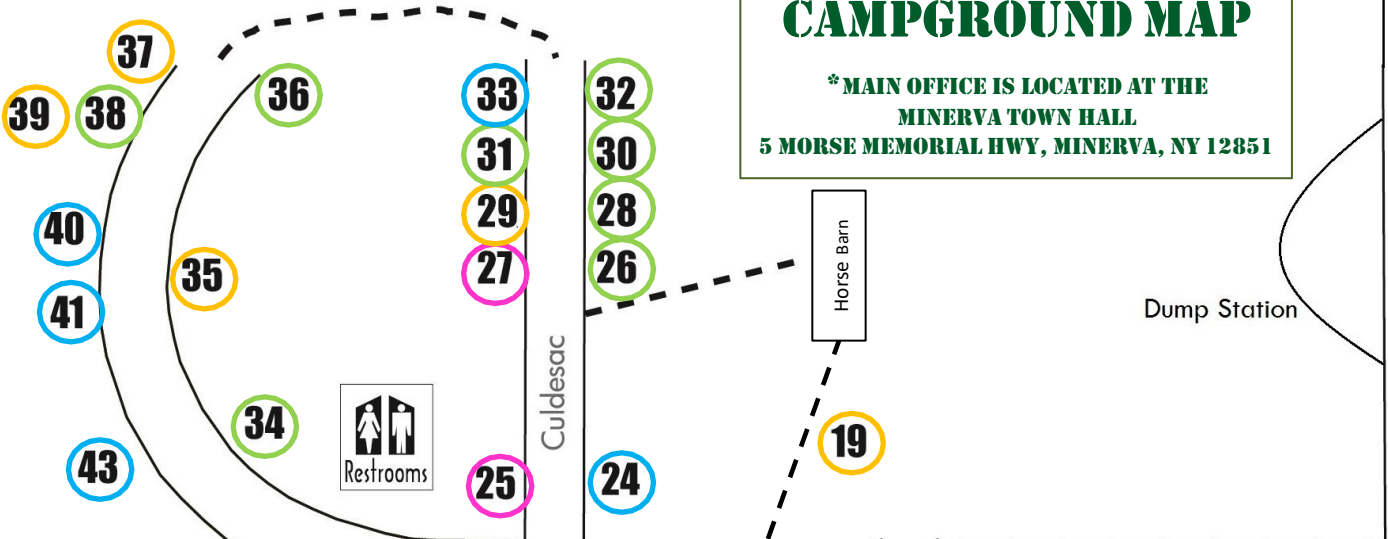 CAMPGROUND MAP
*MAIN OFFICE IS LOCATED AT THE
MINERVA TOWN HALL
5 MORSE MEMORIAL HWY, MINERVA, NY 12851
37
39
38
36
33
32
31
30
29
28
40
27
26
35
41
Horse Barn
Dump Station
Culdesac
34
19
Restrooms
43
25
24